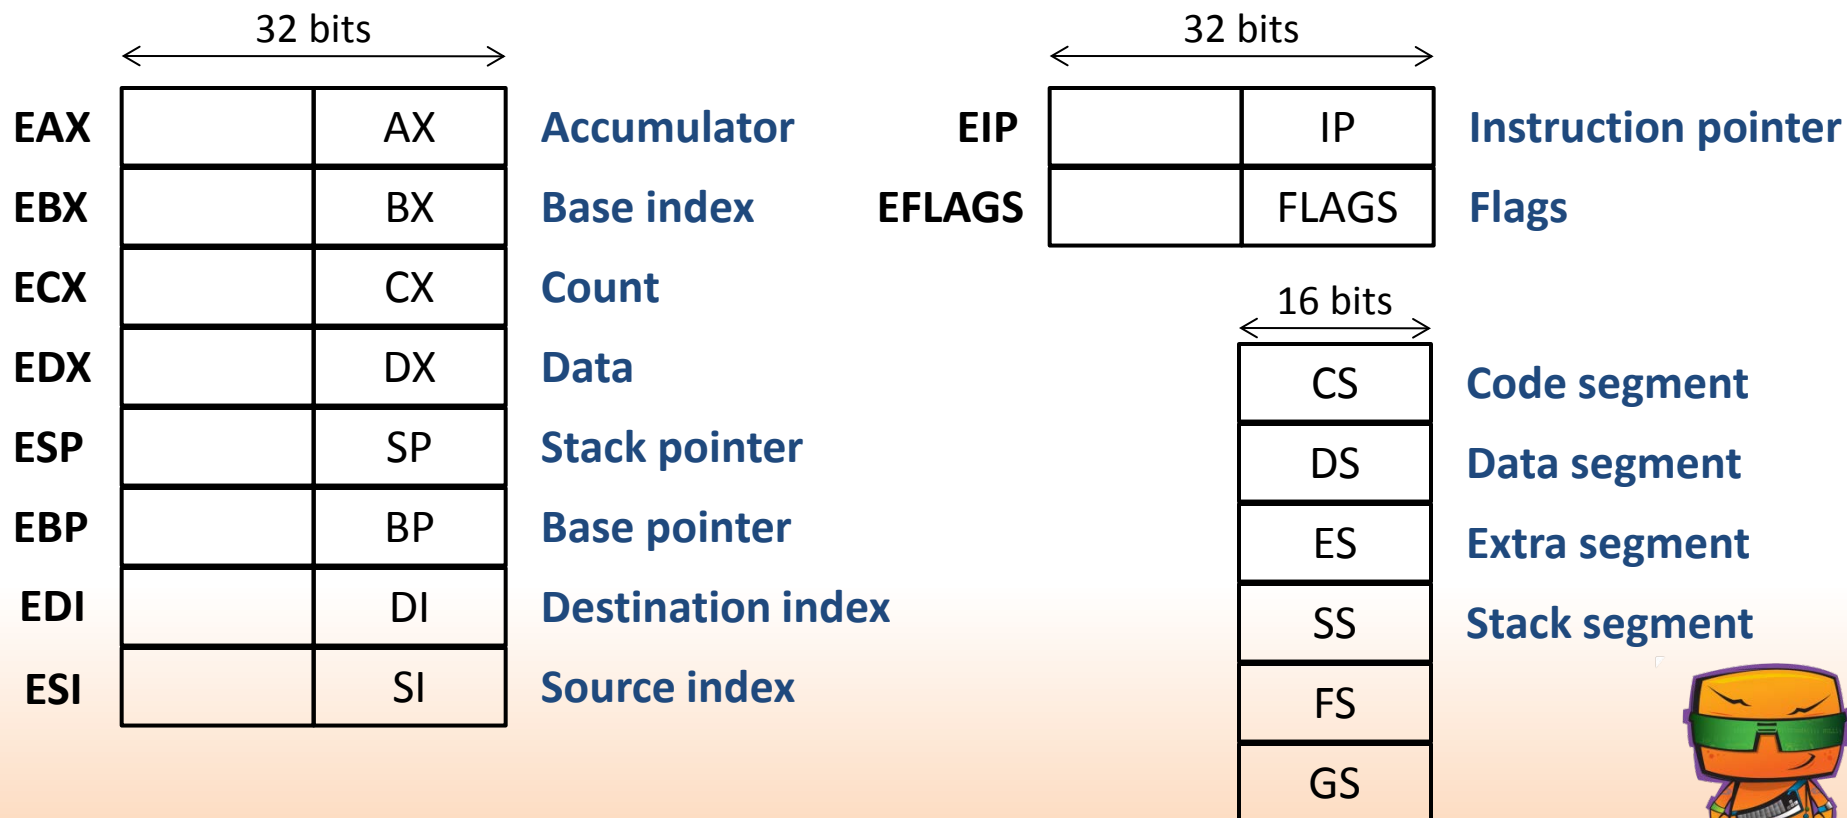 32 bits
EAX AX Accumulator
EBX BX Base index
ECX CX Count
EDX DX Data
ESP SP Stack pointer
EBP BP Base pointer
EDI DI Destination index
ESI SI Source index
32 bits
EIP IP Instruction pointer
EFLAGS FLAGS Flags
16 bits
CS Code segment
DS Data segment
ES Extra segment
SS Stack segment
FS
GS